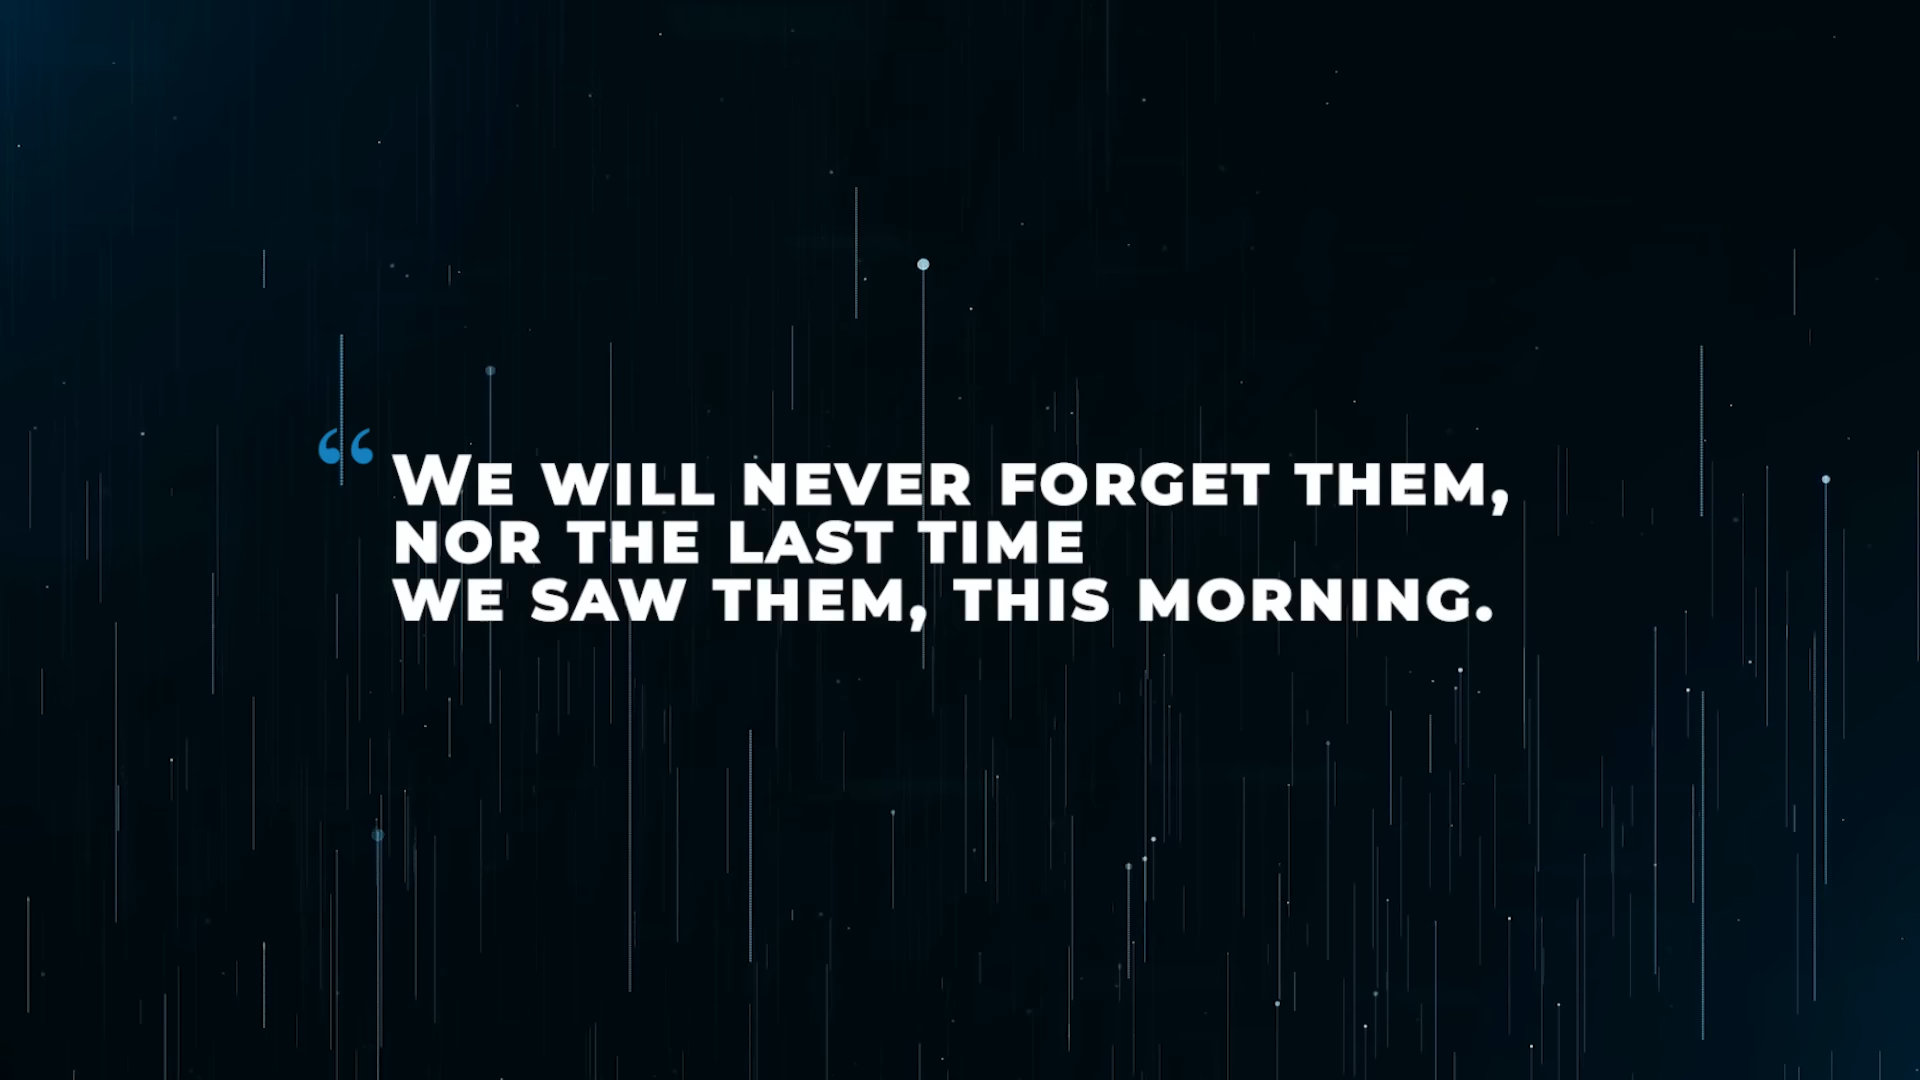 “We will never forget them,
nor the last time
we saw them, this morning.